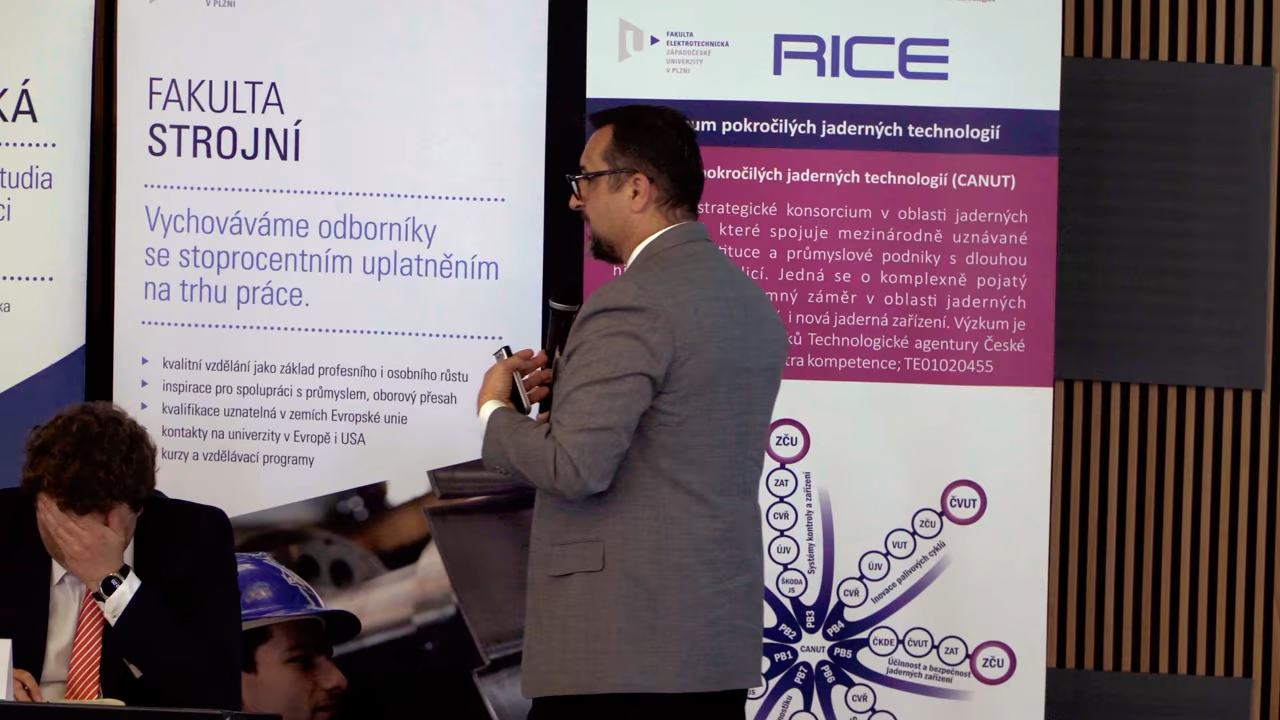 V PLZNI
KÁ
tudia
ci
ka
FAKULTA
STROJNÍ
Vychováváme odborníky
se stoprocentním uplatněním
na trhu práce.
kvalitní vzdělání jako základ profesního i osobního růstu
inspirace pro spolupráci s průmyslem, oborový přesah
kvalifikace uznatelná v zemích Evropské unie
kontakty na univerzity v Evropě i USA
kurzy a vzdělávací programy
FAKULTA
ELEKTROTECHNICKÁ
ZÁPADOČESKÉ
UNIVERZITY
V PLZNI
RICE
um pokročilých jaderných technologií
pokročilých jaderných technologií (CANUT)
strategické konsorcium v oblasti jaderných
které spojuje mezinárodně uznávané
tituce a průmyslové podniky s dlouhou
licí. Jedná se o komplexně pojatý
mný záměr v oblasti jaderných
i nová jaderná zařízení. Výzkum je
ků Technologické agentury České
tra kompetence; TE01020455
ZČU
ZAT
CVŘ
ÚJV
ŠKODA
JS
Systémy kontroly a zařízení
PB3
ČVUT
ZČU
VUT
ÚJV
CVŘ
Inovace palivových cyklů
PB4
PB2
PB1
CANUT
PB5
ČKDE
ČVUT
ZAT
ZČU
Účinnost a bezpečnost
jaderných zařízení
PB7
PB6
CVŘ
JS